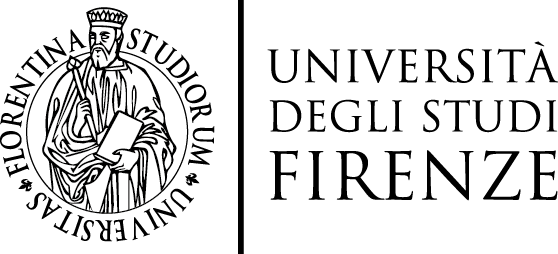 FLORENTINA STUDIORUM UNIVERSITAS
UNIVERSITÀ
DEGLI STUDI
FIRENZE